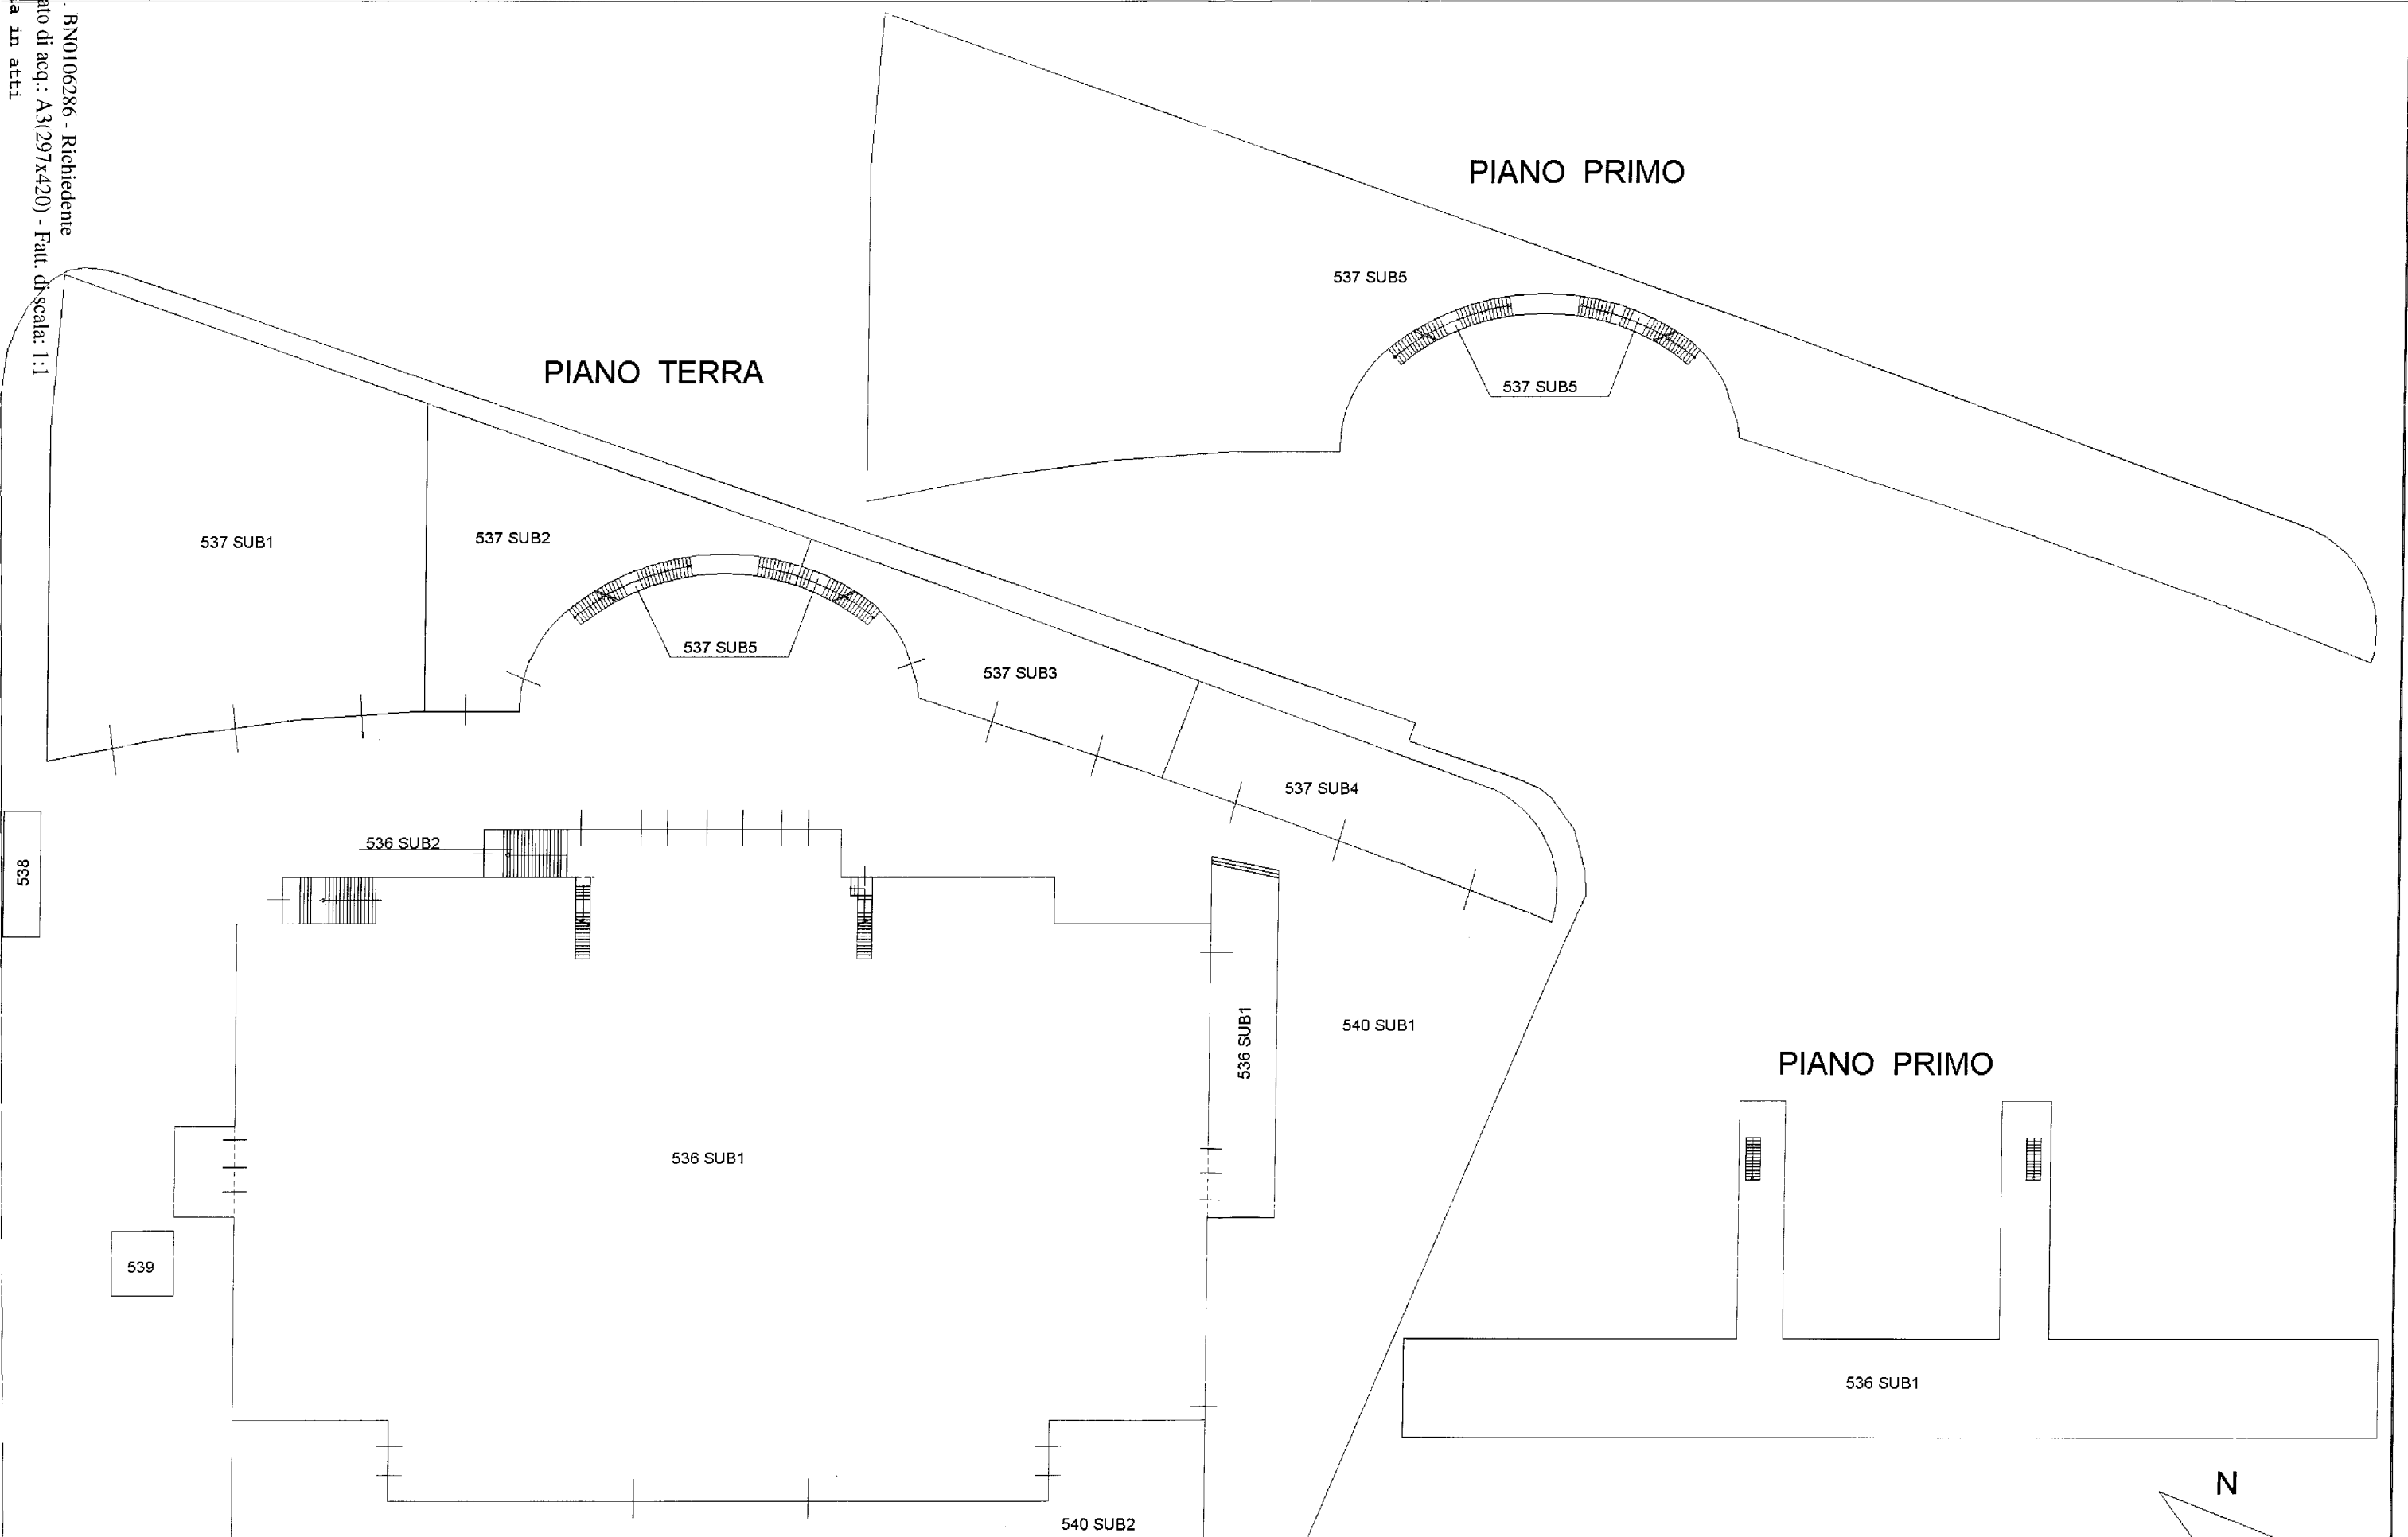 . BN0106286 - Richiedente
ato di acq.: A3(297x420) - Fatt. di scala: 1:1
a in atti
PIANO PRIMO
537 SUB5
537 SUB5
PIANO TERRA
537 SUB1
537 SUB2
537 SUB5
537 SUB3
537 SUB4
538
536 SUB2
536 SUB1
540 SUB1
PIANO PRIMO
536 SUB1
539
536 SUB1
N
540 SUB2